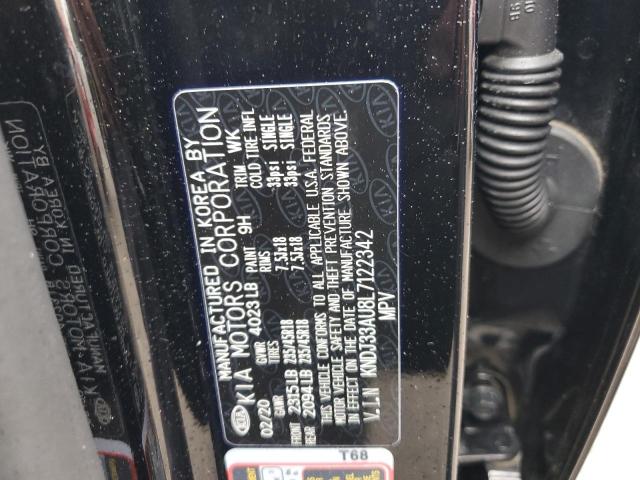 MANUFACTURED IN KOREA BY
KIA MOTORS CORPORATION
02/20 GVWR 4023LB PAINT 9H TRIM WK
GAWR TIRES RIMS COLD TIRE INFL
FRONT 2315LB 235/45R18 7.5Jx18 33psi SINGLE
REAR 2094LB 235/45R18 7.5Jx18 33psi SINGLE
THIS VEHICLE CONFORMS TO ALL APPLICABLE U.S.A. FEDERAL
MOTOR VEHICLE SAFETY AND THEFT PREVENTION STANDARDS
IN EFFECT ON THE DATE OF MANUFACTURE SHOWN ABOVE.
V.I.N KNDJ33AU8L7122342
MPV
T68